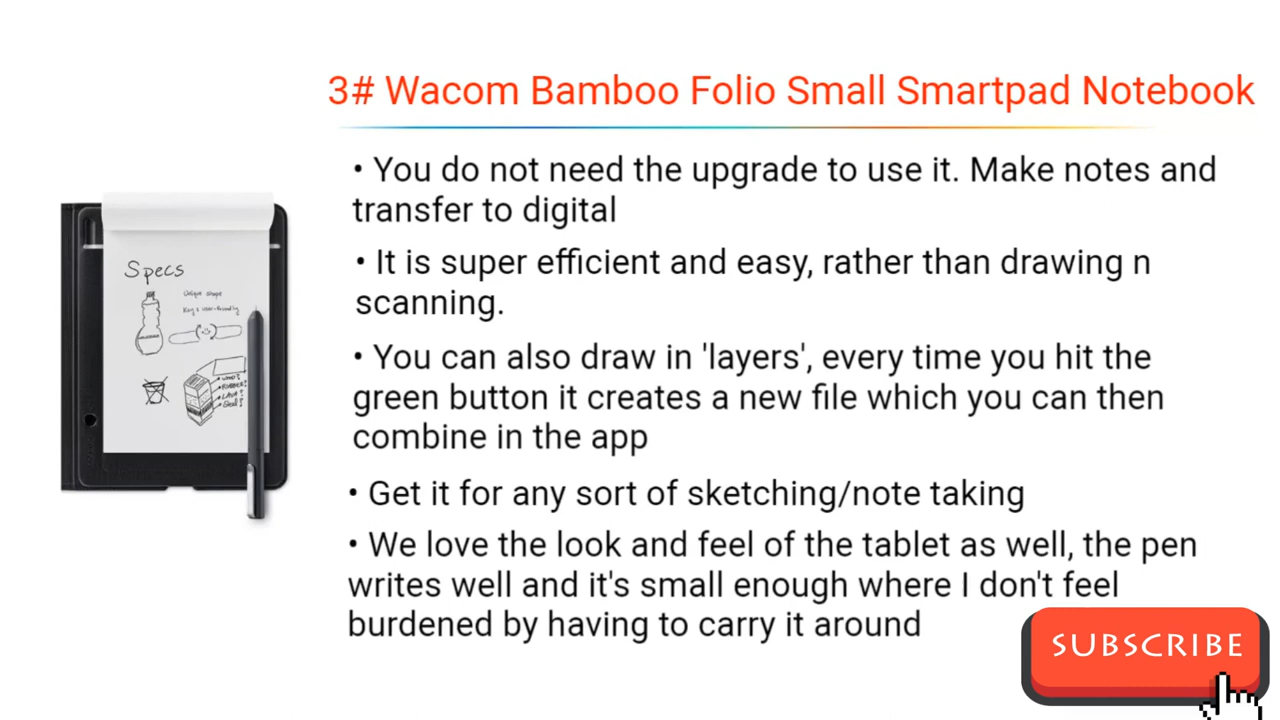 3# Wacom Bamboo Folio Small Smartpad Notebook
• You do not need the upgrade to use it. Make notes and
transfer to digital
• It is super efficient and easy, rather than drawing n
scanning.
• You can also draw in 'layers', every time you hit the
green button it creates a new file which you can then
combine in the app
• Get it for any sort of sketching/note taking
• We love the look and feel of the tablet as well, the pen
writes well and it's small enough where I don't feel
burdened by having to carry it around
Specs
Unique shape
SUBSCRIBE